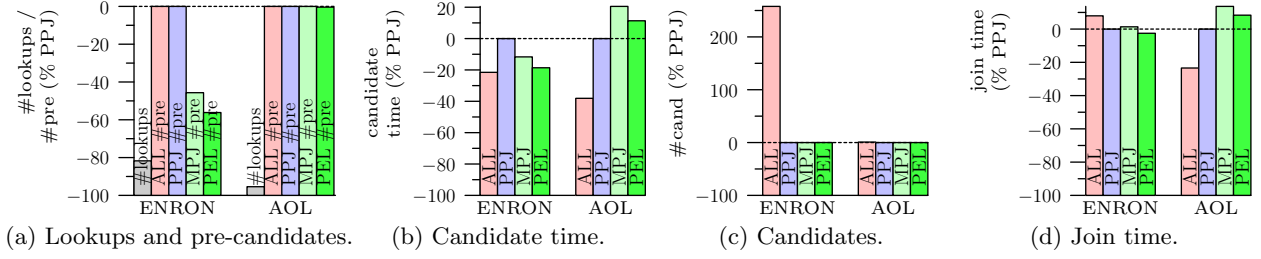 #lookups /
#pre (% PPJ)
0
−20
−40
−60
−80
−100
#lookups
ALL #pre
PPJ #pre
MPJ #pre
PEL #pre
#lookups
ALL #pre
PPJ #pre
MPJ #pre
PEL #pre
ENRON
AOL
(a) Lookups and pre-candidates.
candidate
time (% PPJ)
20
0
−20
−40
−60
−80
−100
ALL
PPJ
MPJ
PEL
ALL
PPJ
MPJ
PEL
ENRON
AOL
(b) Candidate time.
#cand (% PPJ)
200
100
0
−100
ALL
PPJ
MPJ
PEL
ALL
PPJ
MPJ
PEL
ENRON
AOL
(c) Candidates.
join time
(% PPJ)
0
−20
−40
−60
−80
−100
ALL
PPJ
MPJ
PEL
ALL
PPJ
MPJ
PEL
ENRON
AOL
(d) Join time.